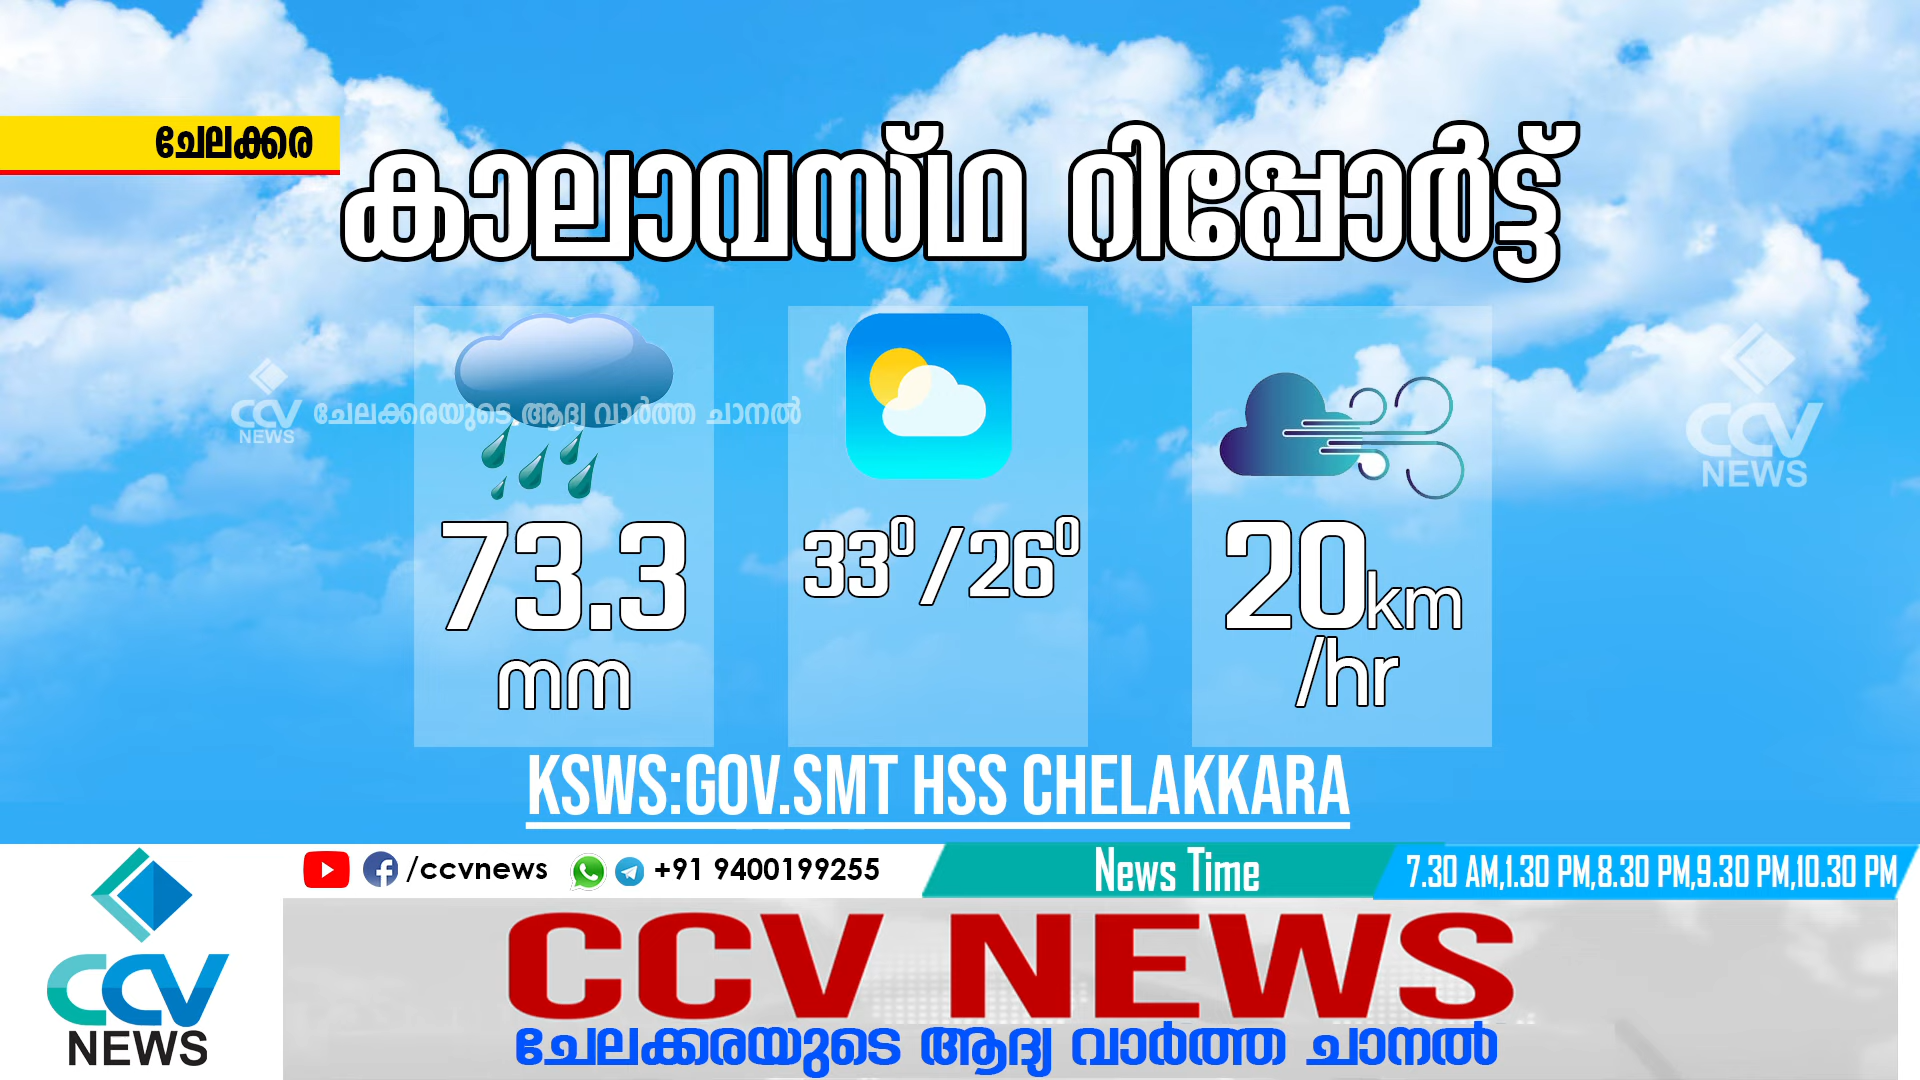 ചേലക്കര
കാലാവസ്ഥ റിപ്പോർട്ട്
CCV NEWS ചേലക്കരയുടെ ആദ്യ വാർത്ത ചാനൽ
CCV
NEWS
73.3
mm
33⁰/26⁰
20km
/hr
KSWS:GOV.SMT HSS CHELAKKARA
/ccvnews +91 9400199255
News Time
7.30 AM,1.30 PM,8.30 PM,9.30 PM,10.30 PM
CCV
NEWS
CCV NEWS
ചേലക്കരയുടെ ആദ്യ വാർത്ത ചാനൽ